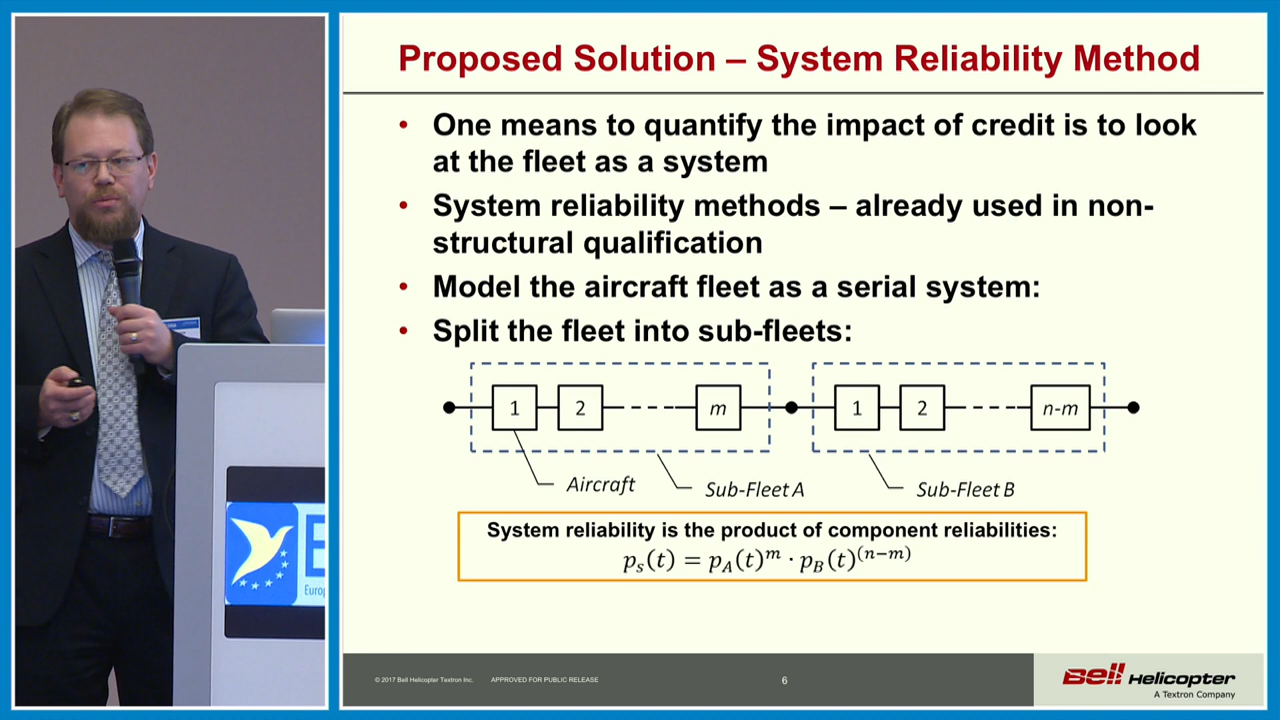 Proposed Solution – System Reliability Method
• One means to quantify the impact of credit is to look
at the fleet as a system
• System reliability methods – already used in non-
structural qualification
• Model the aircraft fleet as a serial system:
• Split the fleet into sub-fleets:
1 2 m 1 2 n-m
Aircraft Sub-Fleet A Sub-Fleet B
System reliability is the product of component reliabilities:
pₛ(t) = p_A(t)^m · p_B(t)^(n−m)
© 2017 Bell Helicopter Textron Inc. APPROVED FOR PUBLIC RELEASE
6
Bell Helicopter
A Textron Company
E
Europ